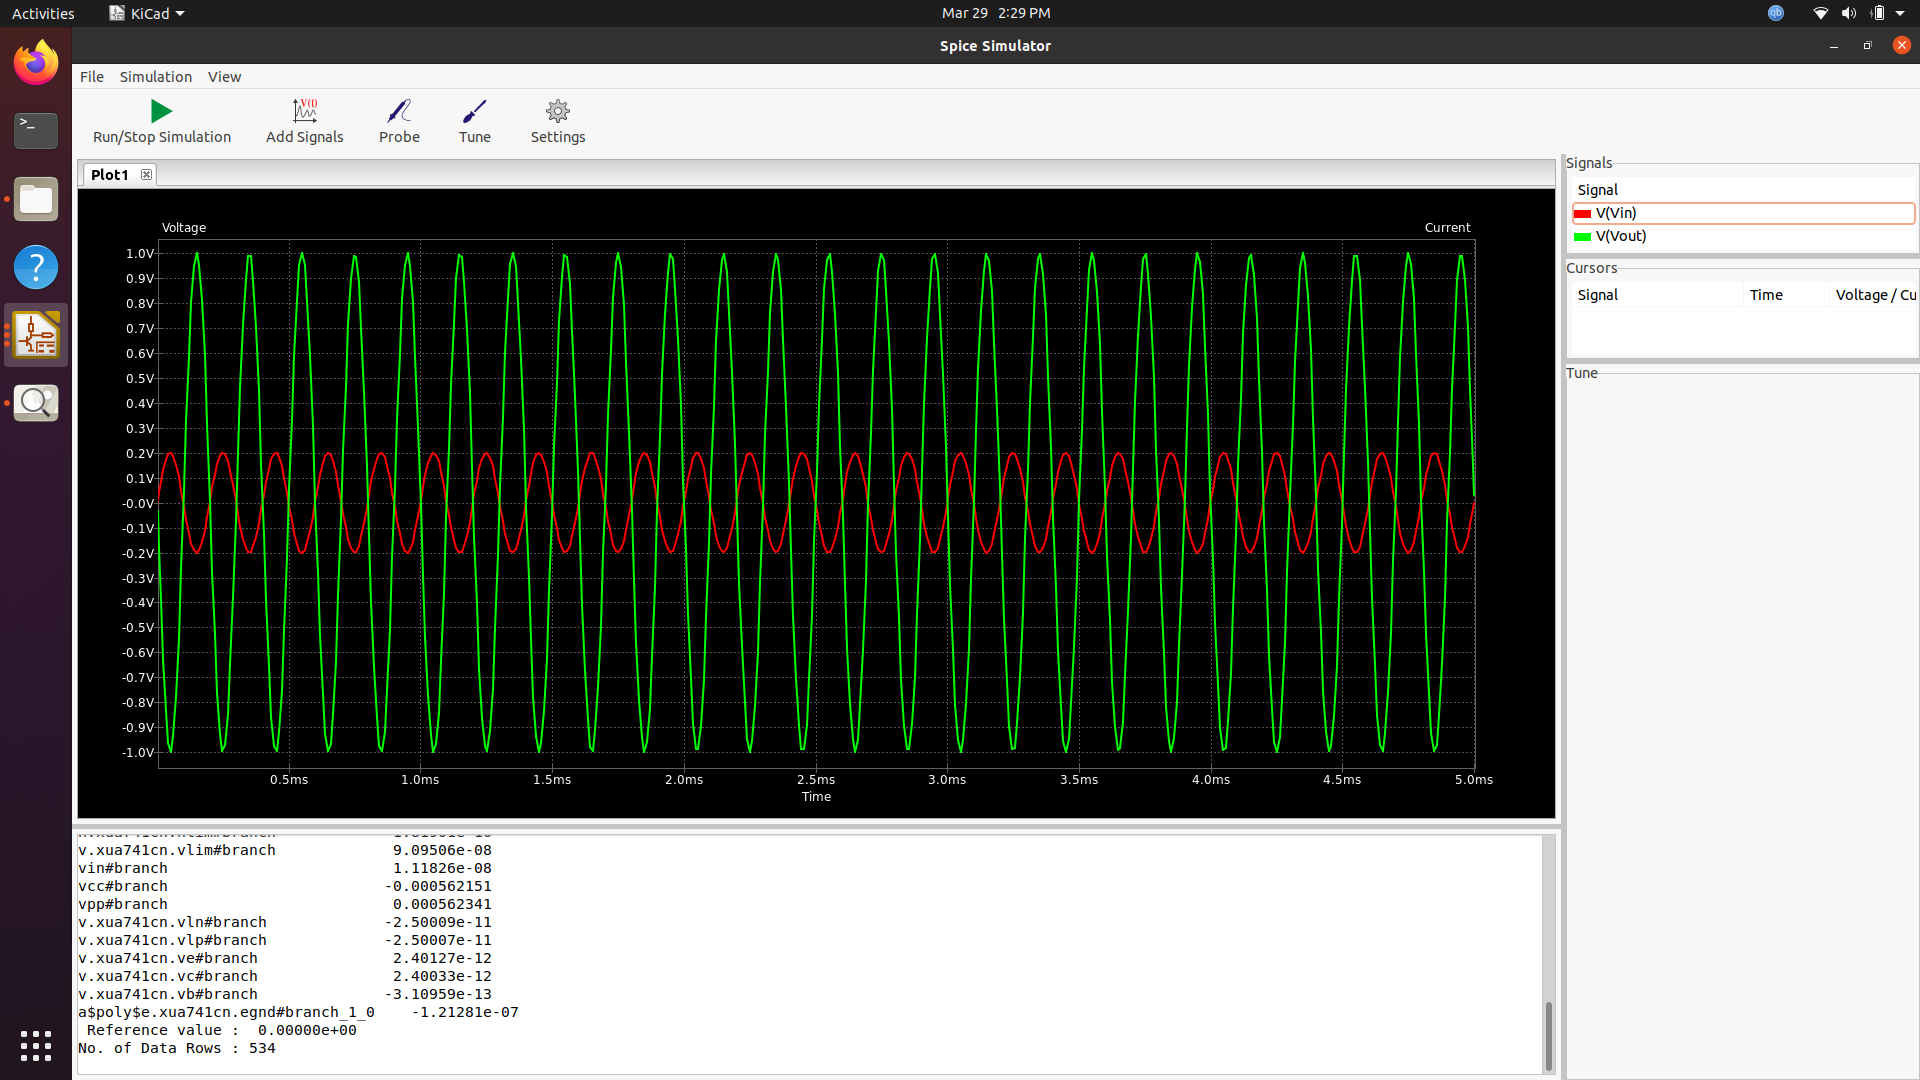 Activities KiCad Mar 29 2:29 PM
Spice Simulator
File Simulation View
Run/Stop Simulation Add Signals Probe Tune Settings
Plot1
Voltage Current
1.0V
0.9V
0.8V
0.7V
0.6V
0.5V
0.4V
0.3V
0.2V
0.1V
-0.0V
-0.1V
-0.2V
-0.3V
-0.4V
-0.5V
-0.6V
-0.7V
-0.8V
-0.9V
-1.0V
0.5ms 1.0ms 1.5ms 2.0ms 2.5ms 3.0ms 3.5ms 4.0ms 4.5ms 5.0ms
Time
Signals
Signal
V(Vin)
V(Vout)
Cursors
Signal Time Voltage / Cu
Tune
v.xua741cn.vlim#branch 9.09506e-08
vin#branch 1.11826e-08
vcc#branch -0.000562151
vpp#branch 0.000562341
v.xua741cn.vln#branch -2.50009e-11
v.xua741cn.vlp#branch -2.50007e-11
v.xua741cn.ve#branch 2.40127e-12
v.xua741cn.vc#branch 2.40033e-12
v.xua741cn.vb#branch -3.10959e-13
a$poly$e.xua741cn.egnd#branch_1_0 -1.21281e-07
Reference value : 0.00000e+00
No. of Data Rows : 534